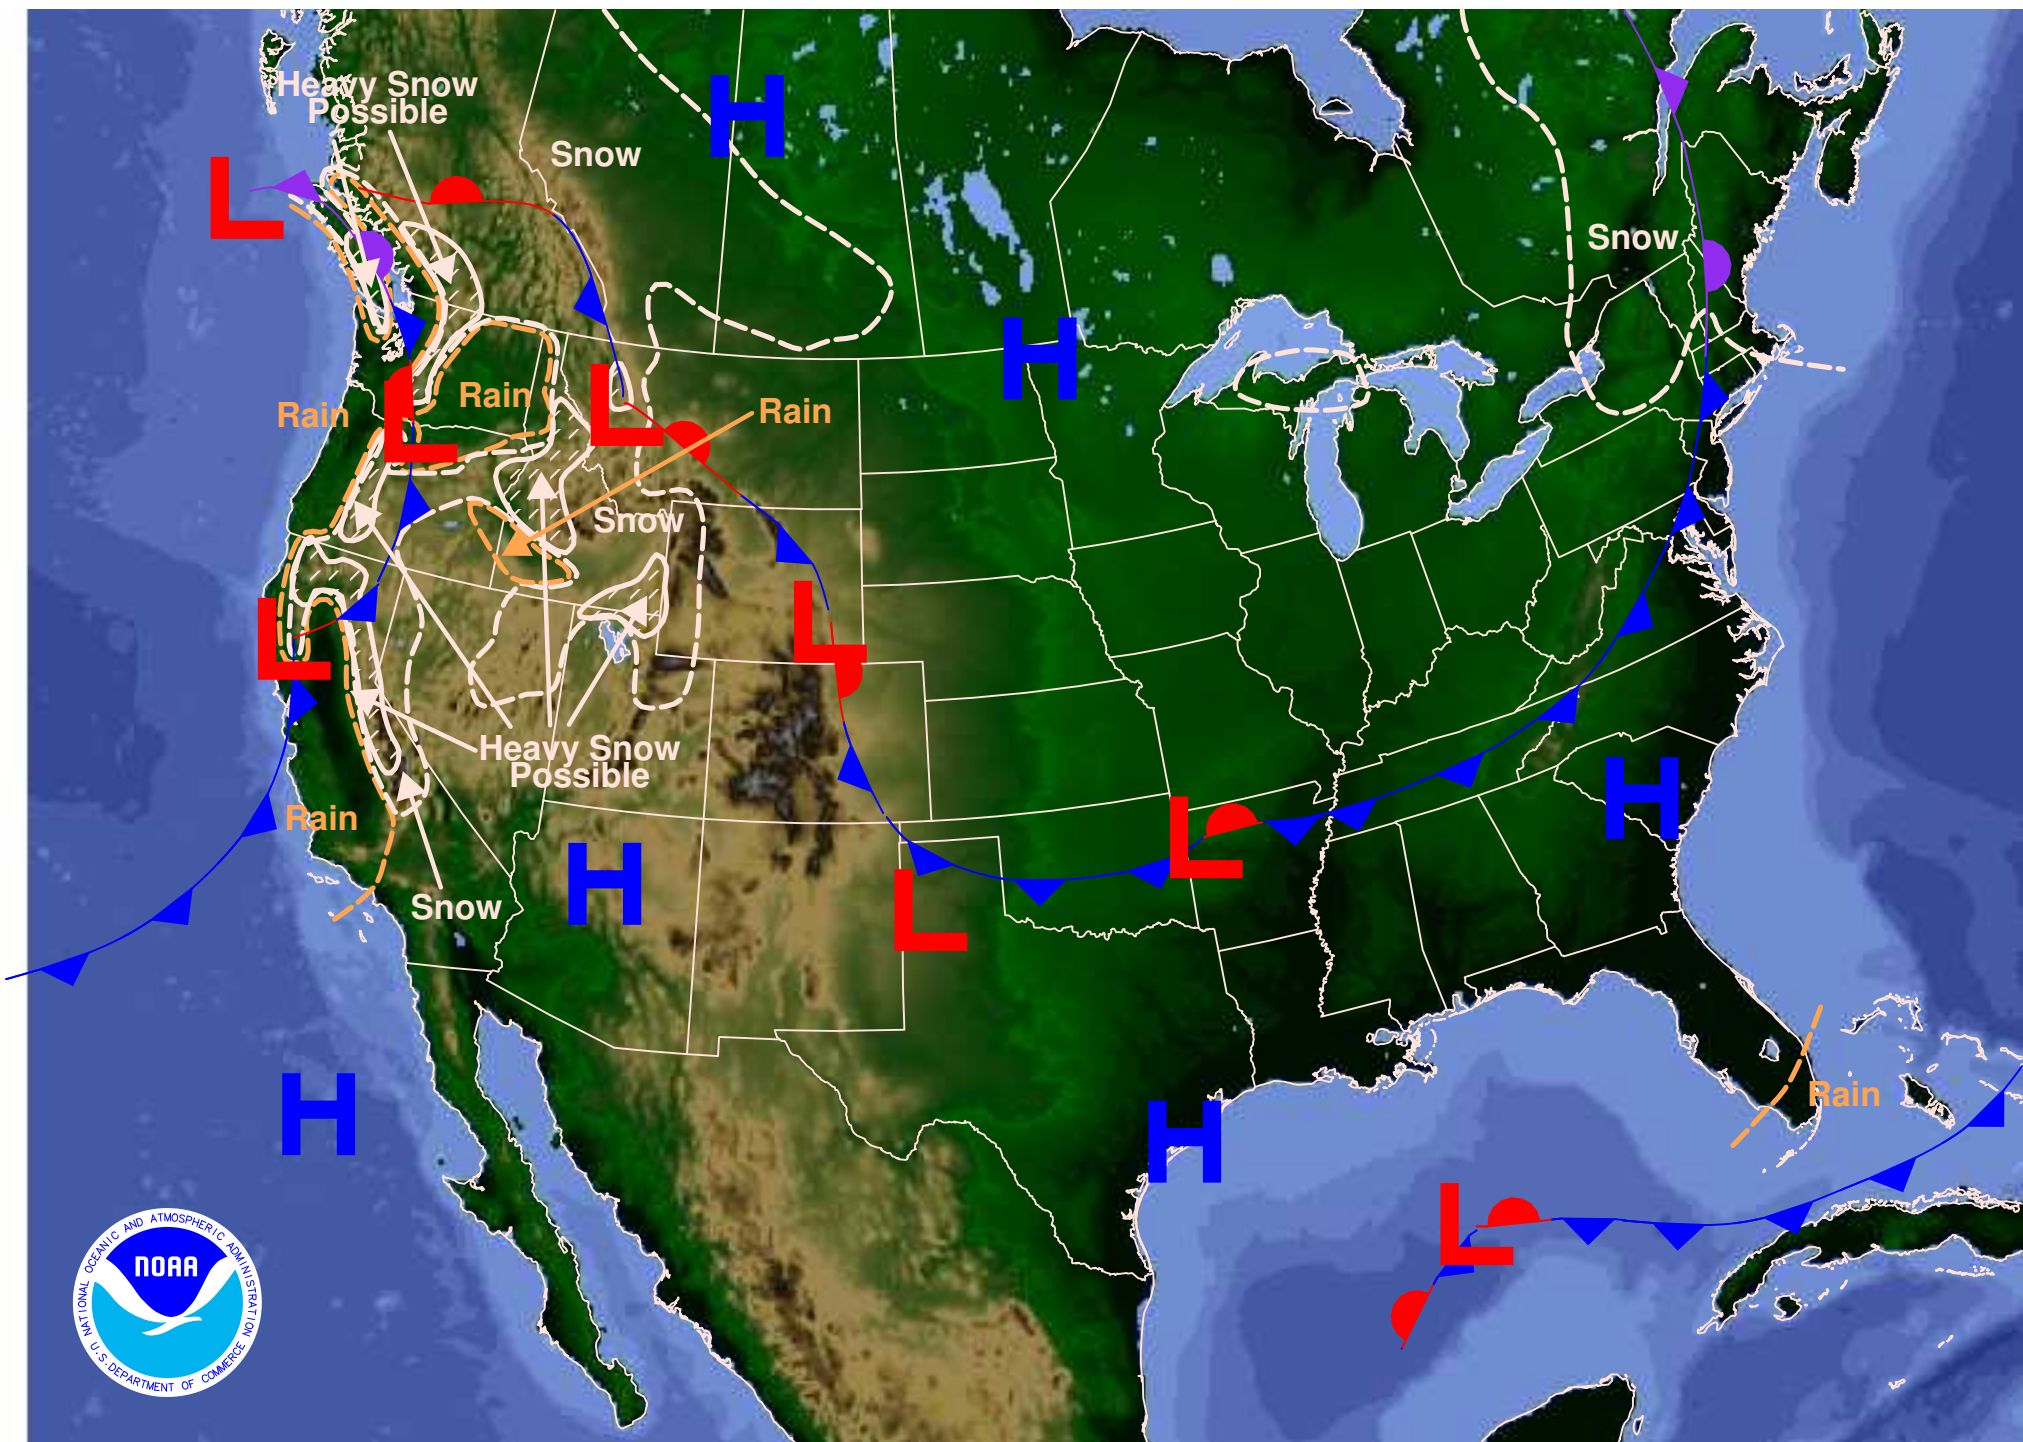 Heavy Snow
Possible
H
Snow
L
Snow
H
L
Rain
L
Rain
Rain
Snow
L
L
Heavy Snow
Possible
H
Rain
L
H
L
Snow
Rain
H
H
L
NATIONAL OCEANIC AND ATMOSPHERIC ADMINISTRATION
NOAA
U.S. DEPARTMENT OF COMMERCE